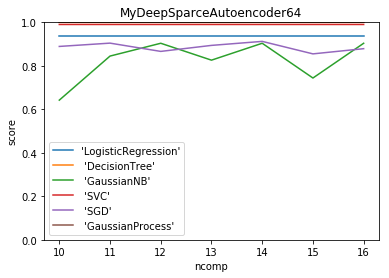 MyDeepSparceAutoencoder64
score
1.0
0.8
0.6
0.4
0.2
0.0
'LogisticRegression'
'DecisionTree'
'GaussianNB'
'SVC'
'SGD'
'GaussianProcess'
10 11 12 13 14 15 16
ncomp